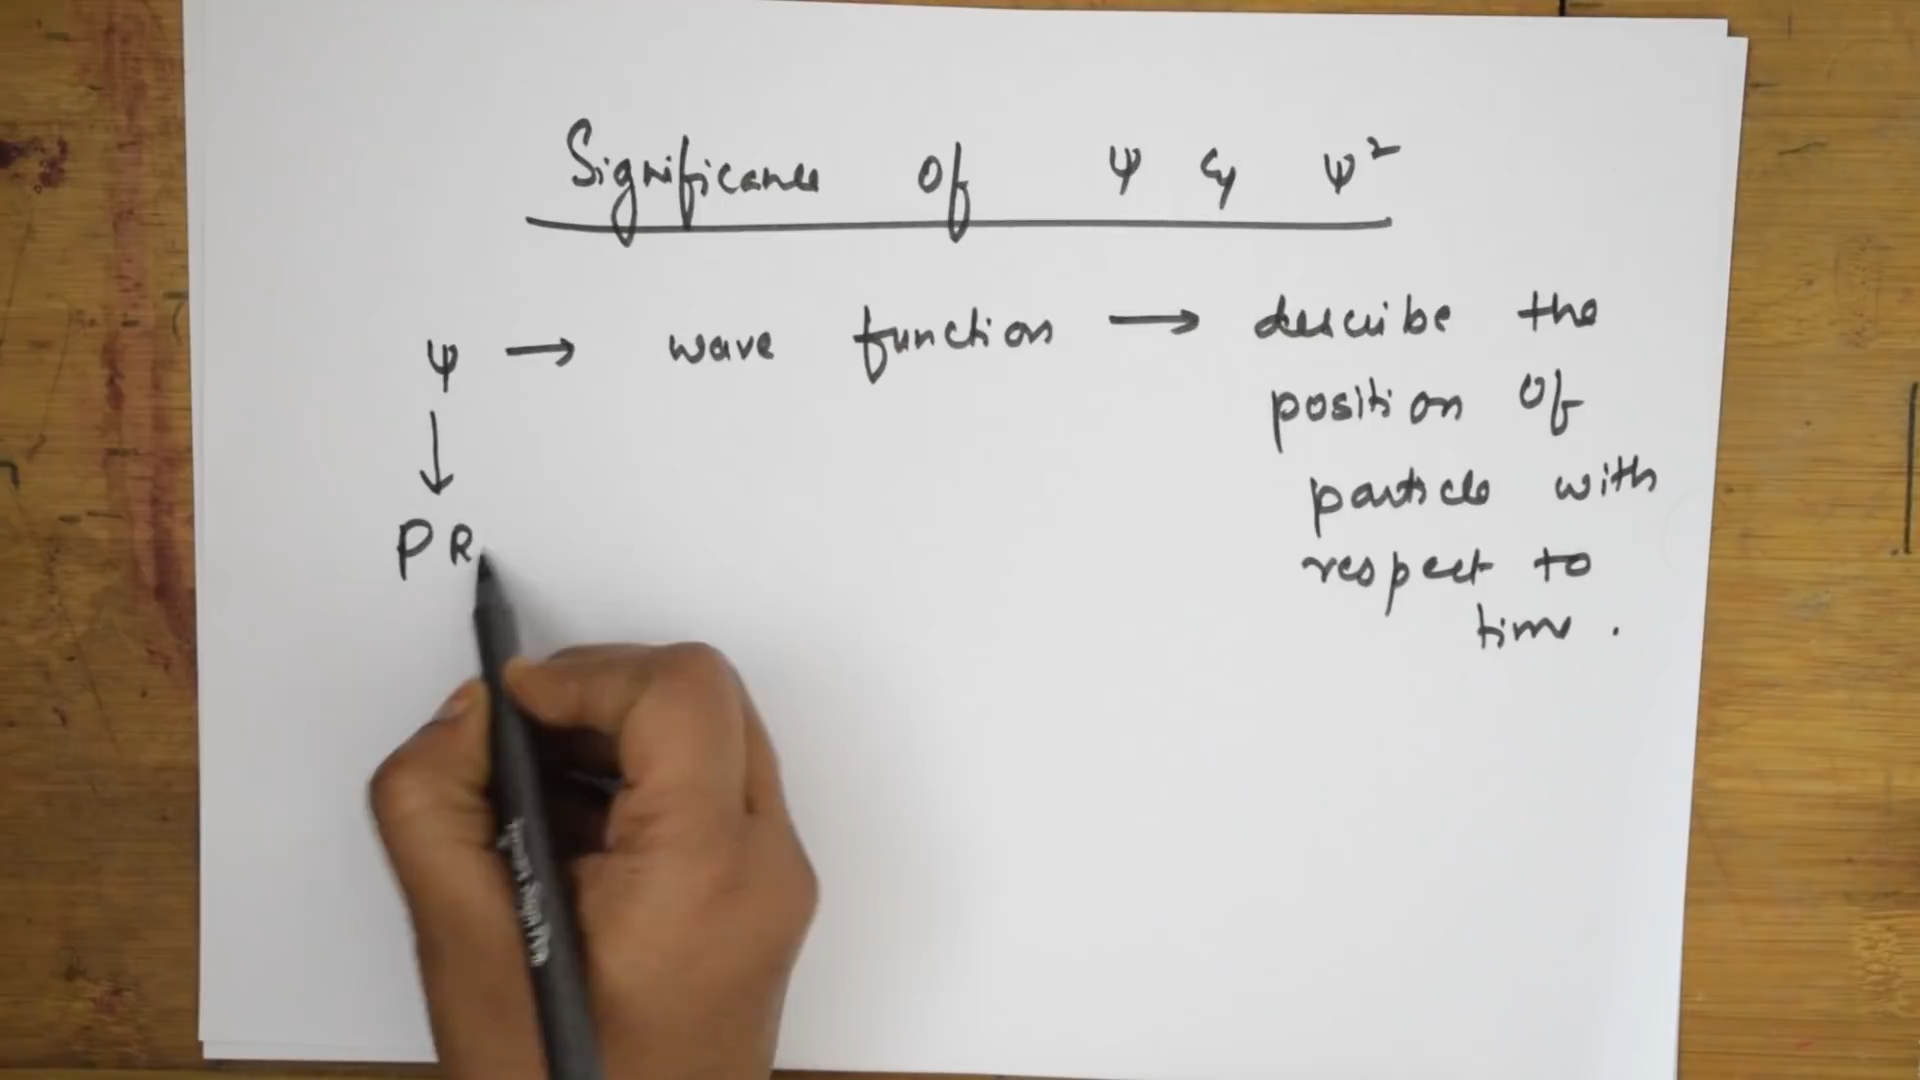 Significance of ψ & ψ²
ψ → wave function → describe the
position of
particle with
respect to
time.
↓
PR